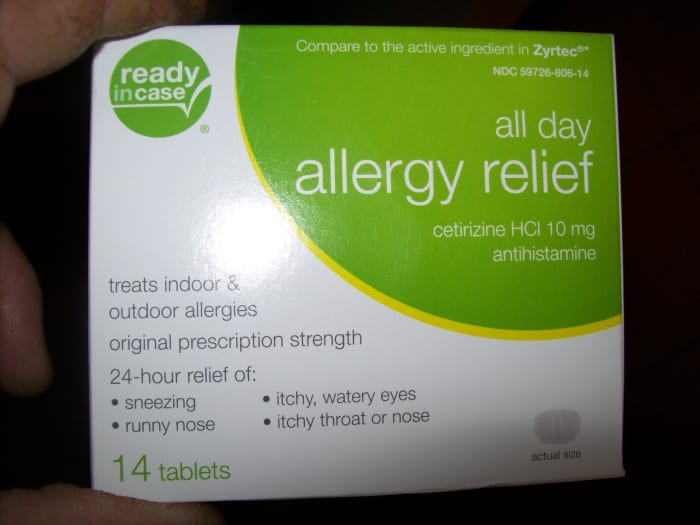 ready
in case
®
Compare to the active ingredient in Zyrtec®*
NDC 59726-806-14
all day
allergy relief
cetirizine HCl 10 mg
antihistamine
treats indoor &
outdoor allergies
original prescription strength
24-hour relief of:
• sneezing
• runny nose
• itchy, watery eyes
• itchy throat or nose
14 tablets
actual size